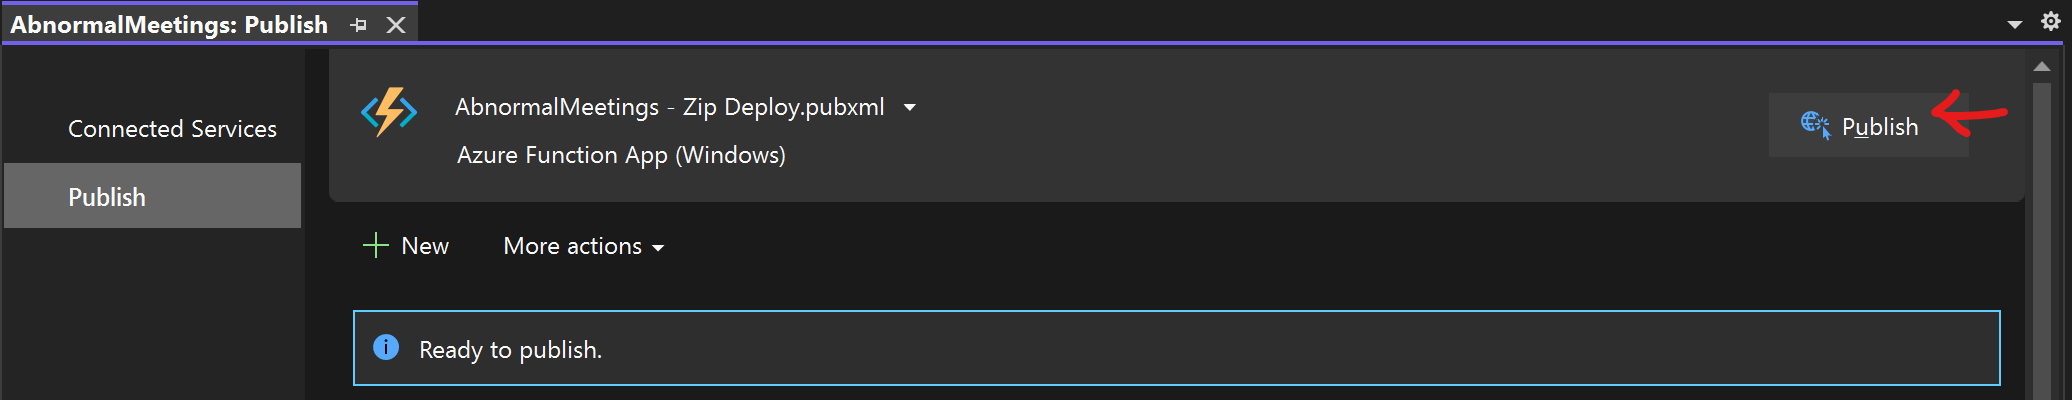 AbnormalMeetings: Publish
Connected Services
Publish
AbnormalMeetings - Zip Deploy.pubxml
Azure Function App (Windows)
Publish
New
More actions
Ready to publish.